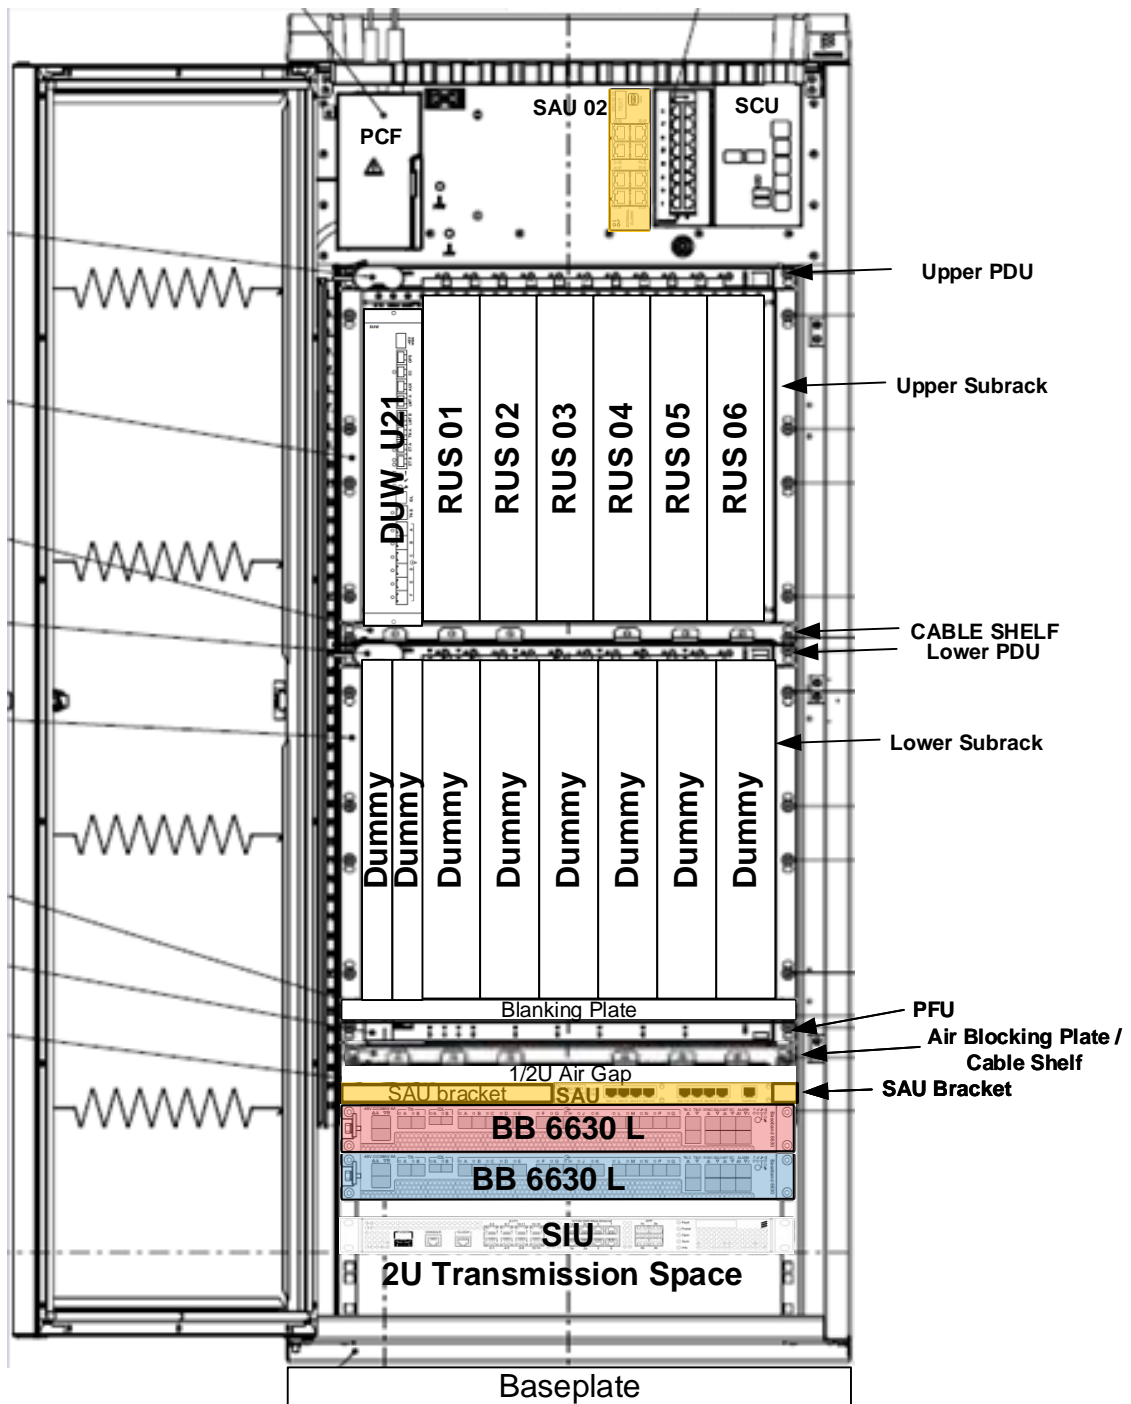 SAU 02
SCU
PCF
Upper PDU
Upper Subrack
DUW U21
RUS 01
RUS 02
RUS 03
RUS 04
RUS 05
RUS 06
CABLE SHELF
Lower PDU
Lower Subrack
Dummy
Dummy
Dummy
Dummy
Dummy
Dummy
Dummy
Dummy
Blanking Plate
PFU
Air Blocking Plate /
Cable Shelf
1/2U Air Gap
SAU bracket
SAU
SAU Bracket
BB 6630 L
BB 6630 L
SIU
2U Transmission Space
Baseplate